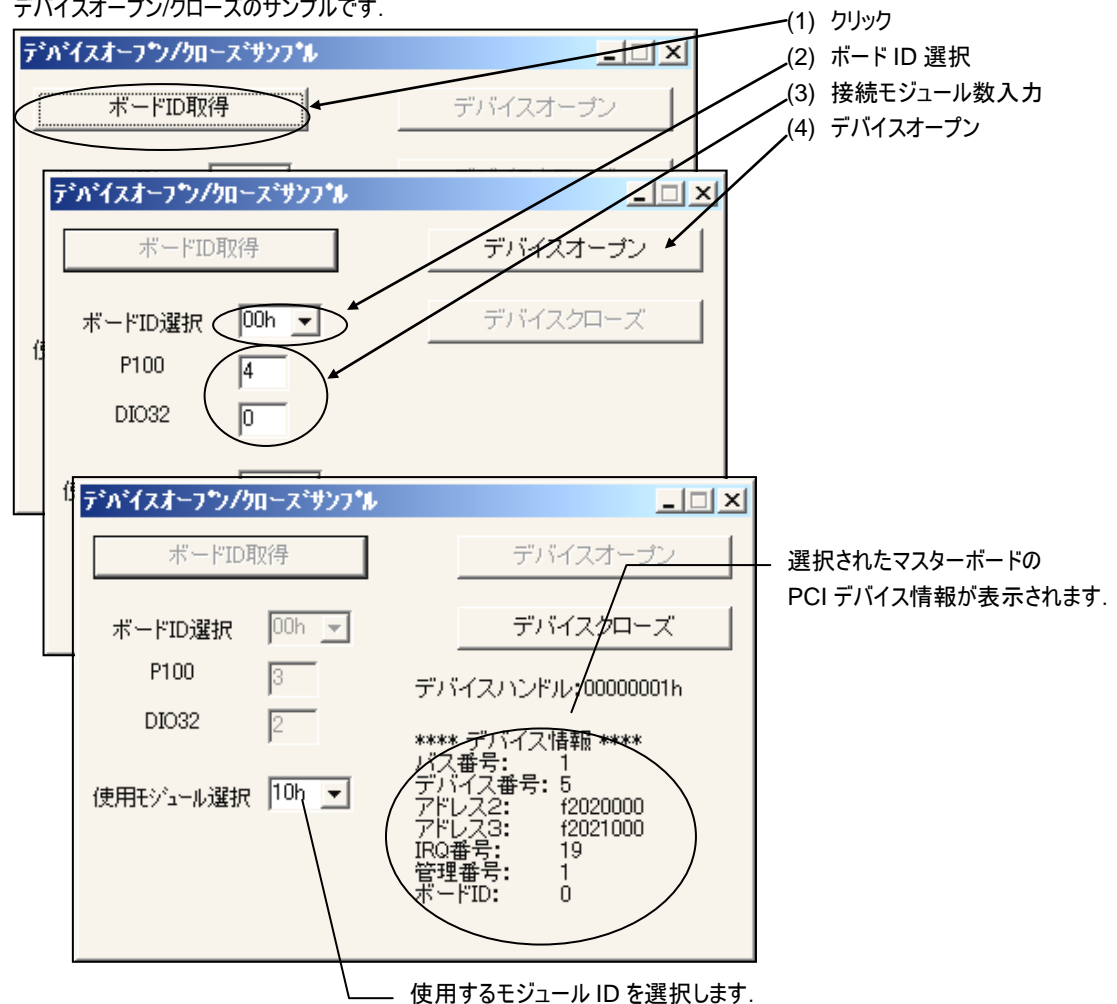 デバイスオープン/クローズのサンプルです.
(1) クリック
(2) ボード ID 選択
(3) 接続モジュール数入力
(4) デバイスオープン
ﾃﾞﾊﾞｲｽｵｰﾌﾟﾝ/ｸﾛｰｽﾞｻﾝﾌﾟﾙ
ボードID取得
デバイスオープン
ﾃﾞﾊﾞｲｽｵｰﾌﾟﾝ/ｸﾛｰｽﾞｻﾝﾌﾟﾙ
ボードID取得
デバイスオープン
ボードID選択 00h
デバイスクローズ
P100 4
DIO32 0
使
使
ﾃﾞﾊﾞｲｽｵｰﾌﾟﾝ/ｸﾛｰｽﾞｻﾝﾌﾟﾙ
ボードID取得
デバイスオープン
ボードID選択 00h
デバイスクローズ
P100 3
DIO32 2
使用ﾓｼﾞｭｰﾙ選択 10h
デバイスハンドル:00000001h
**** デバイス情報 ****
バス番号: 1
デバイス番号: 5
アドレス2: f2020000
アドレス3: f2021000
IRQ番号: 19
管理番号: 1
ボードID: 0
選択されたマスターボードの
PCI デバイス情報が表示されます.
使用するモジュール ID を選択します.